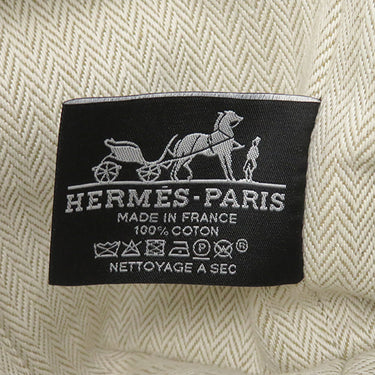 HERMÈS-PARIS
MADE IN FRANCE
100% COTON
P ®
NETTOYAGE A SEC